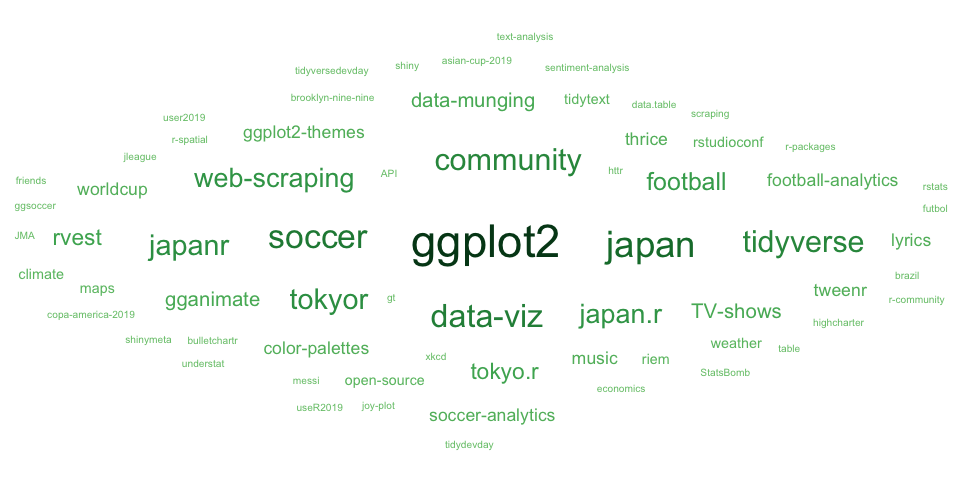 text-analysis
shiny
asian-cup-2019
tidyversedevday
sentiment-analysis
brooklyn-nine-nine
data-munging
tidytext
data.table
scraping
user2019
ggplot2-themes
thrice
rstudioconf
r-spatial
r-packages
jleague
community
httr
friends
worldcup
web-scraping
API
football
football-analytics
rstats
ggsoccer
futbol
JMA
rvest
japanr
soccer
ggplot2
japan
tidyverse
lyrics
climate
maps
brazil
gganimate
tokyor
gt
tweenr
r-community
copa-america-2019
data-viz
japan.r
TV-shows
highcharter
shinymeta
bulletchartr
color-palettes
weather
table
understat
xkcd
music
riem
messi
open-source
tokyo.r
StatsBomb
economics
useR2019
joy-plot
soccer-analytics
tidydevday